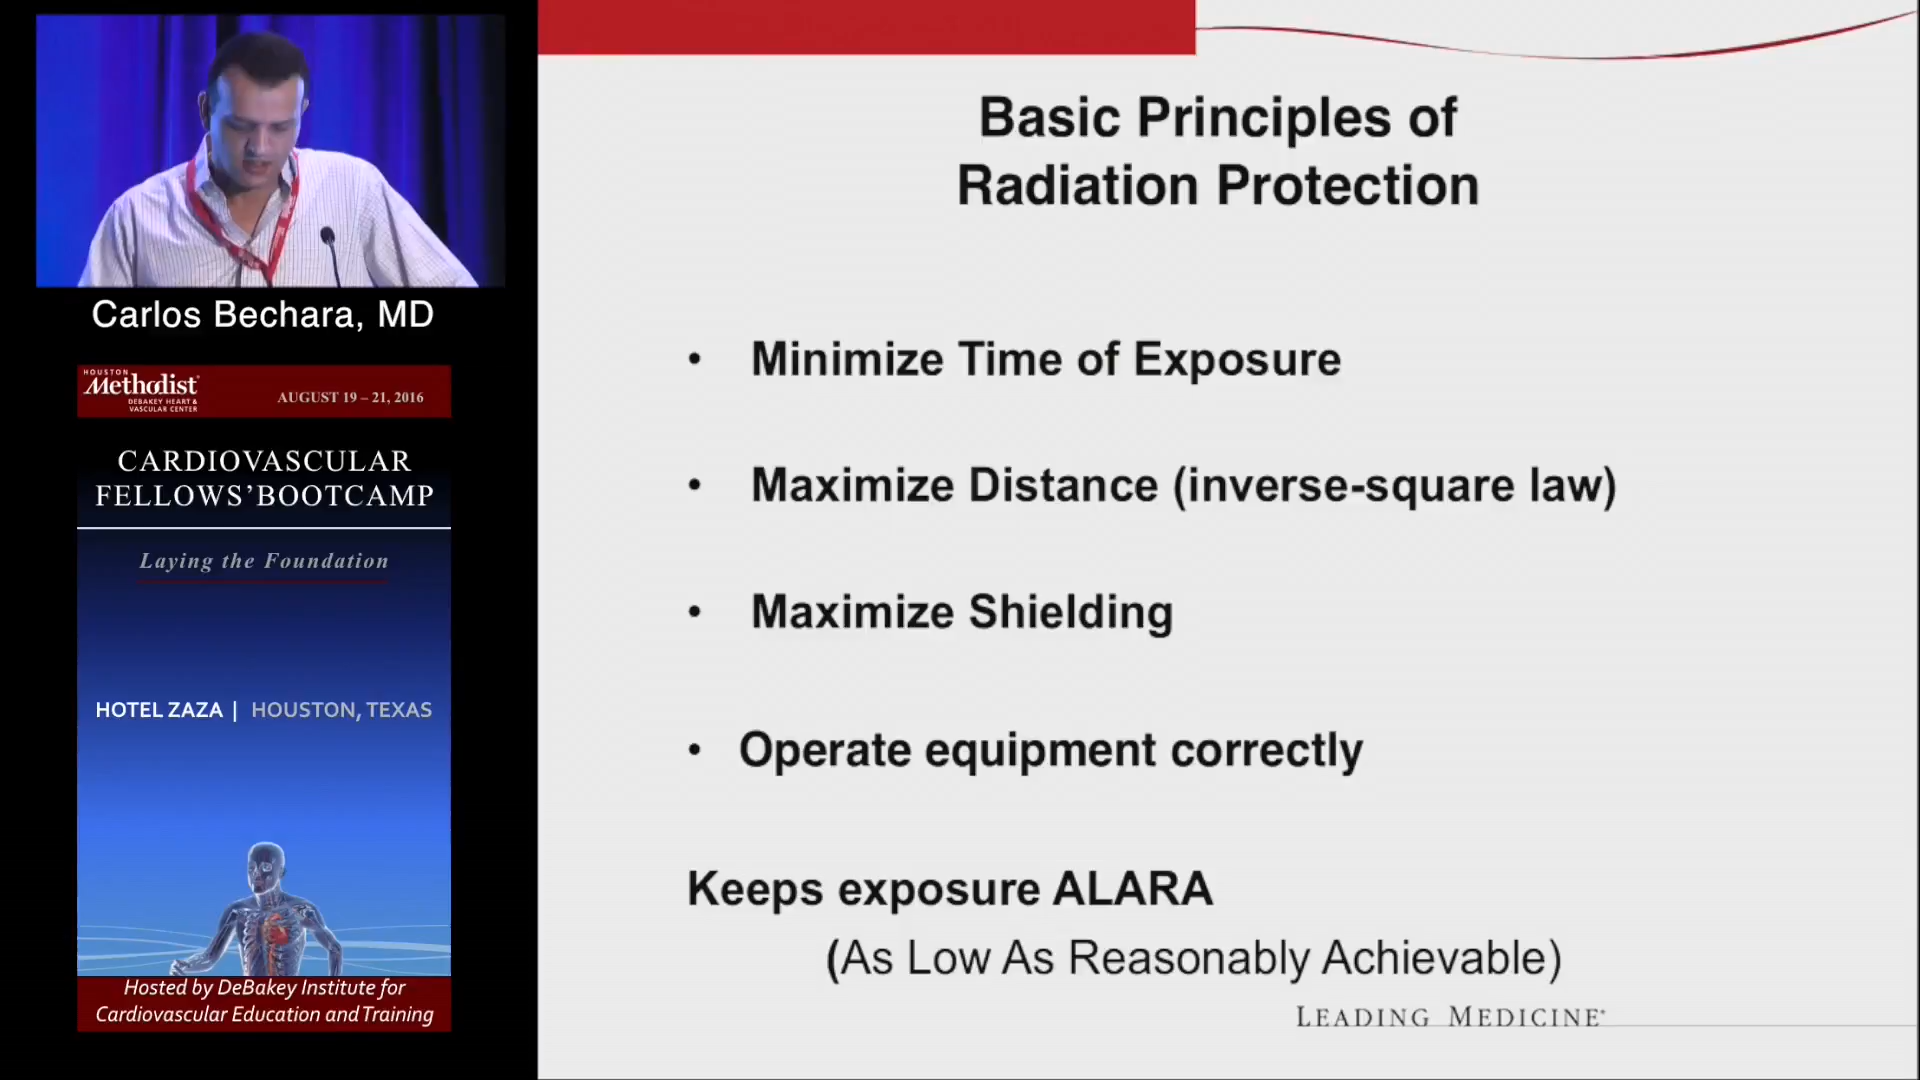 Carlos Bechara, MD
HOUSTON
Methodist
DEBAKEY HEART &
VASCULAR CENTER
AUGUST 19 – 21, 2016
CARDIOVASCULAR
FELLOWS’BOOTCAMP
Laying the Foundation
HOTEL ZAZA | HOUSTON, TEXAS
Hosted by DeBakey Institute for
Cardiovascular Education and Training
Basic Principles of
Radiation Protection
• Minimize Time of Exposure
• Maximize Distance (inverse-square law)
• Maximize Shielding
• Operate equipment correctly
Keeps exposure ALARA
(As Low As Reasonably Achievable)
LEADING MEDICINE